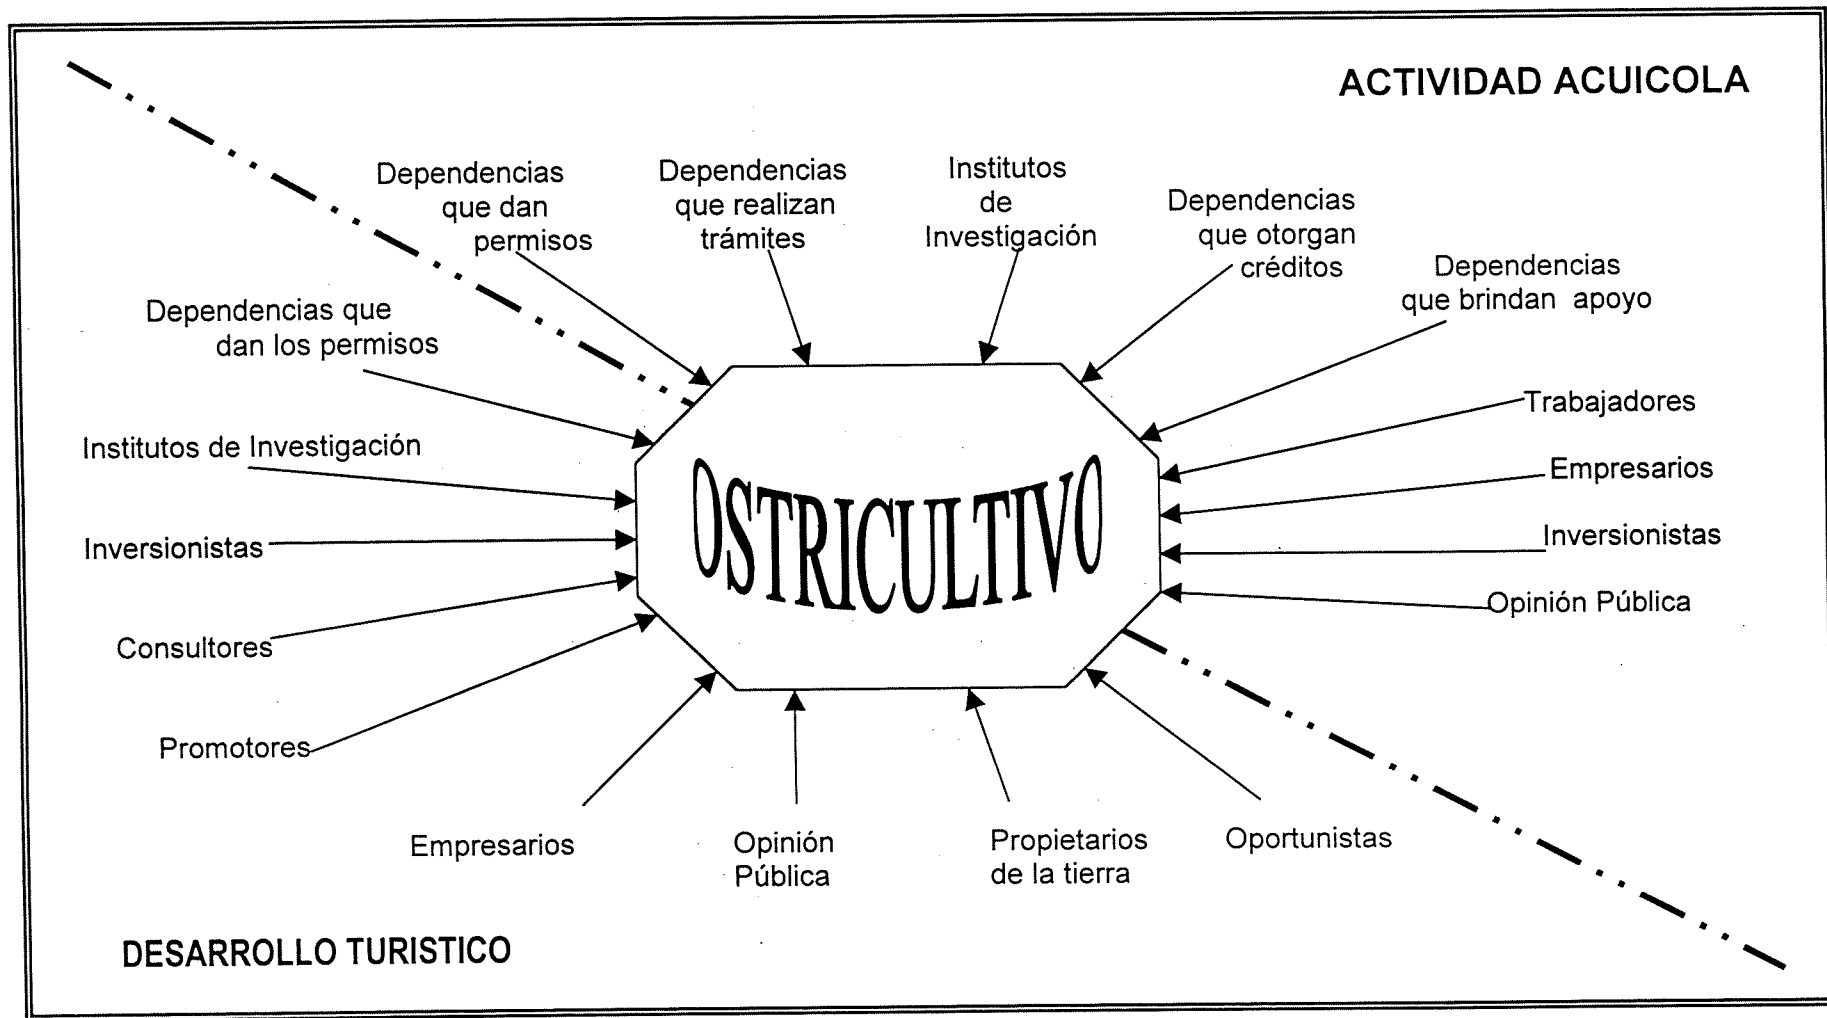 ACTIVIDAD ACUICOLA
Dependencias
que dan
permisos
Dependencias
que realizan
trámites
Institutos
de
Investigación
Dependencias
que otorgan
créditos
Dependencias
que brindan apoyo
Trabajadores
Empresarios
Inversionistas
Opinión Pública
Dependencias que
dan los permisos
Institutos de Investigación
Inversionistas
Consultores
Promotores
OSTRICULTIVO
Empresarios
Opinión
Pública
Propietarios
de la tierra
Oportunistas
DESARROLLO TURISTICO